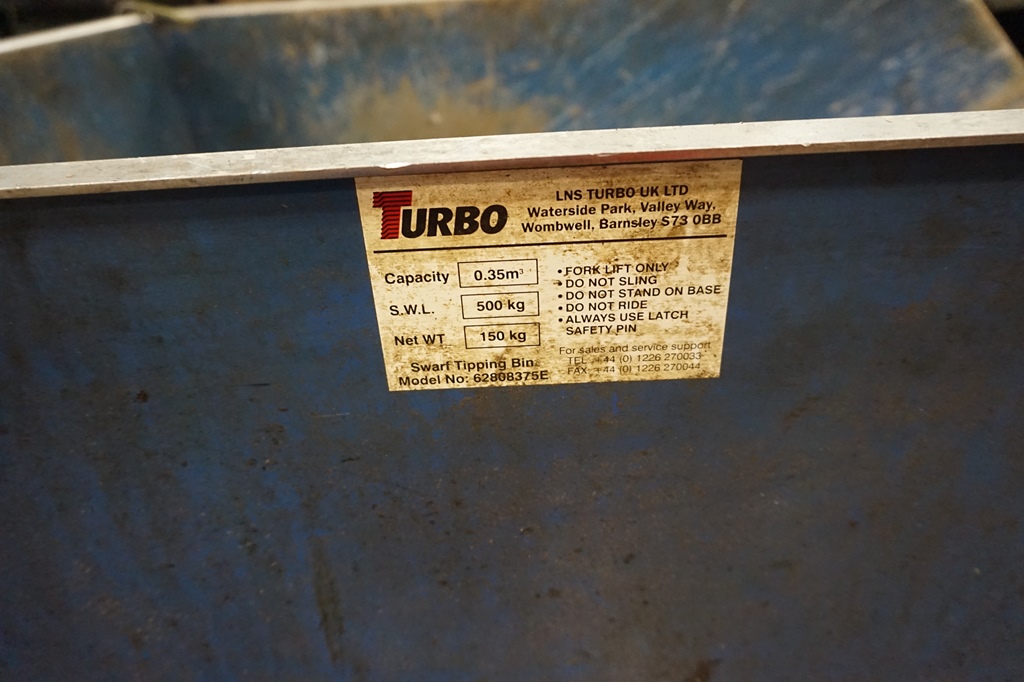 TURBO
LNS TURBO UK LTD
Waterside Park, Valley Way,
Wombwell, Barnsley S73 0BB
Capacity 0.35m³
S.W.L. 500 kg
Net WT 150 kg
Swarf Tipping Bin.
Model No: 62808375E
• FORK LIFT ONLY
• DO NOT SLING
• DO NOT STAND ON BASE
• DO NOT RIDE
• ALWAYS USE LATCH
SAFETY PIN
For sales and service support
TEL +44 (0) 1226 270033
FAX +44 (0) 1226 270044